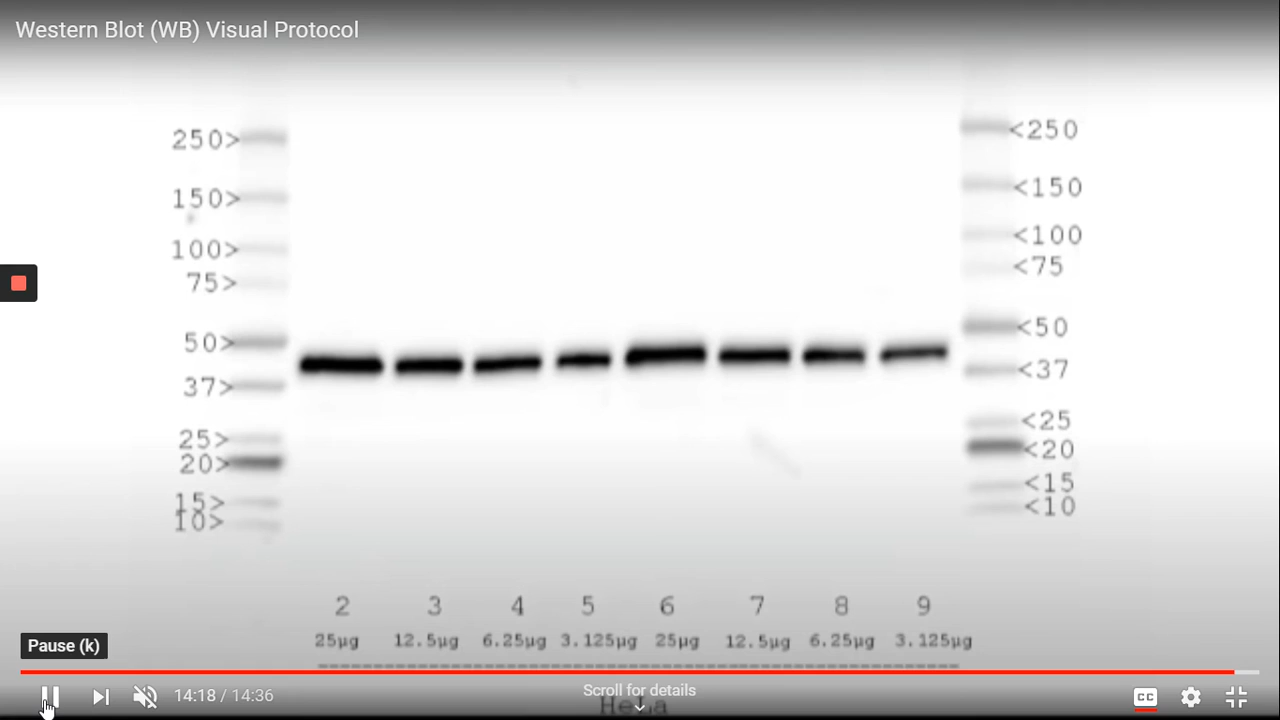 Western Blot (WB) Visual Protocol
250> <250
150> <150
100> <100
75> <75
50> <50
37> <37
25> <25
20> <20
15> <15
10> <10
2 3 4 5 6 7 8 9
25µg 12.5µg 6.25µg 3.125µg 25µg 12.5µg 6.25µg 3.125µg
Pause (k)
14:18 / 14:36
Scroll for details
CC
HeLa